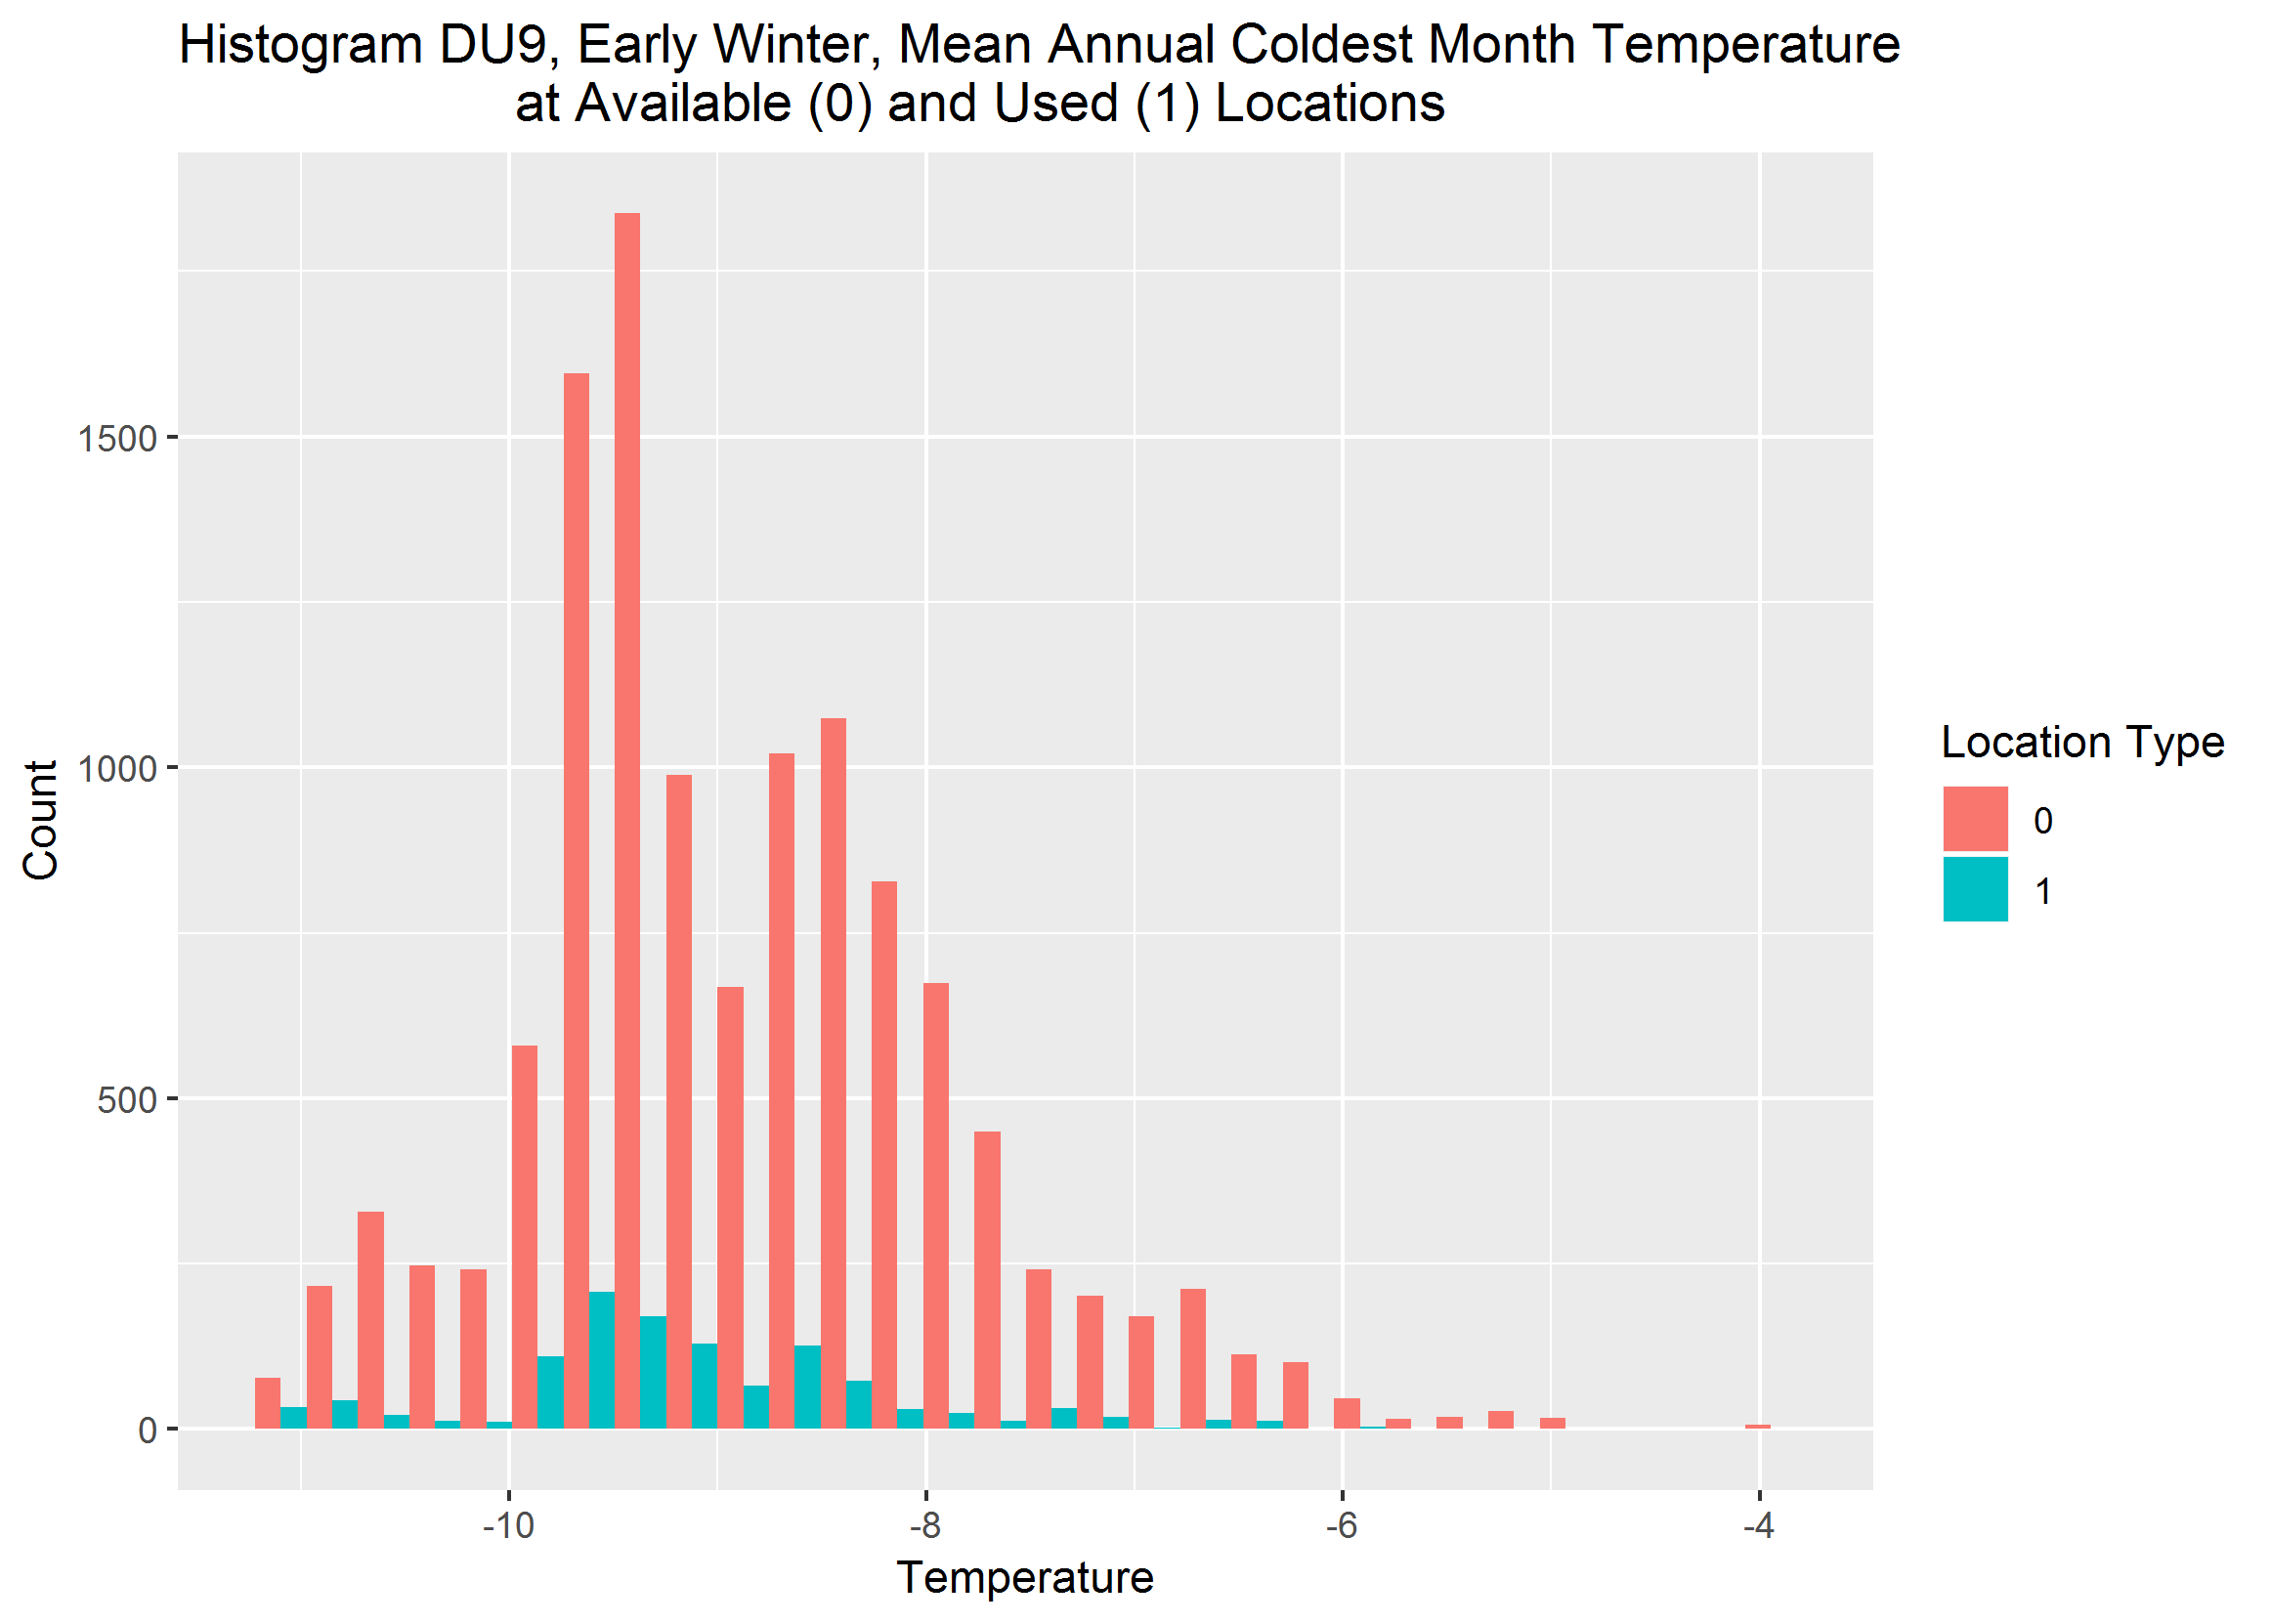 Histogram DU9, Early Winter, Mean Annual Coldest Month Temperature
at Available (0) and Used (1) Locations
1500
1000
500
0
Count
-10
-8
-6
-4
Temperature
Location Type
0
1